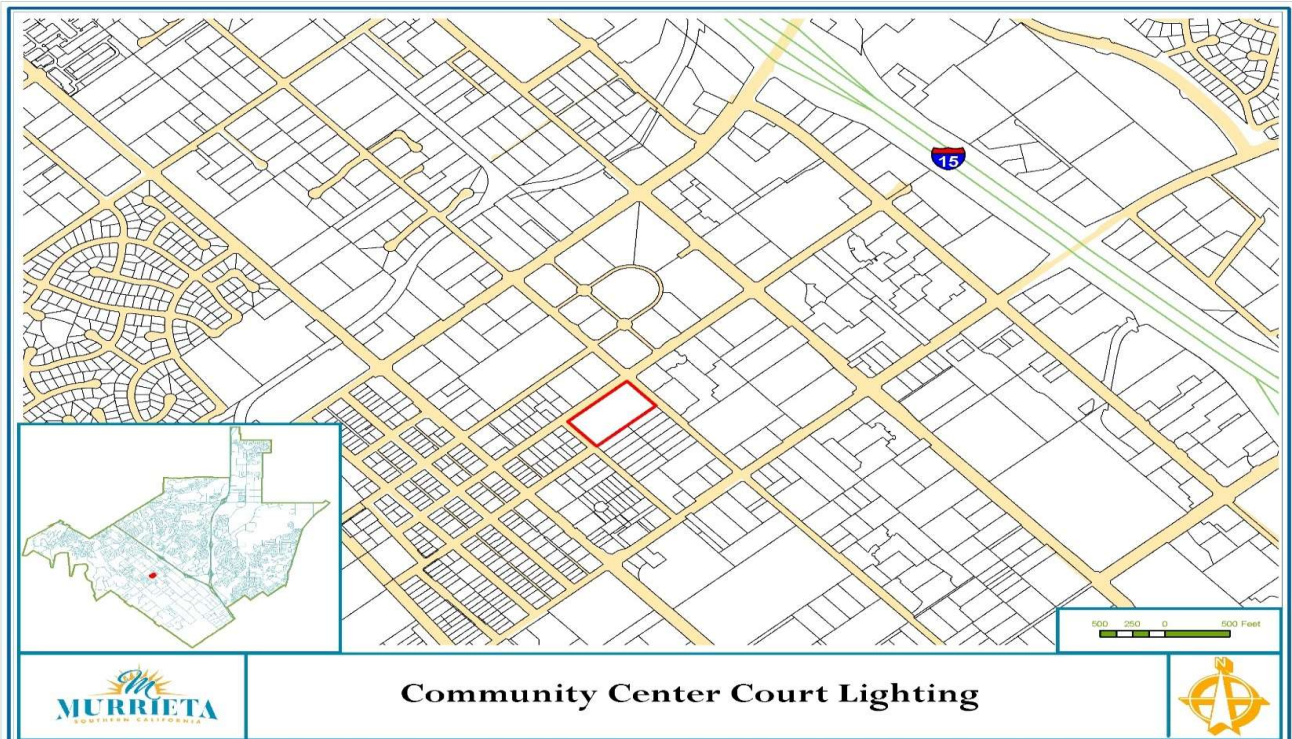 15
500 250 0 500 Feet
MURRIETA
SOUTHERN CALIFORNIA
Community Center Court Lighting
N